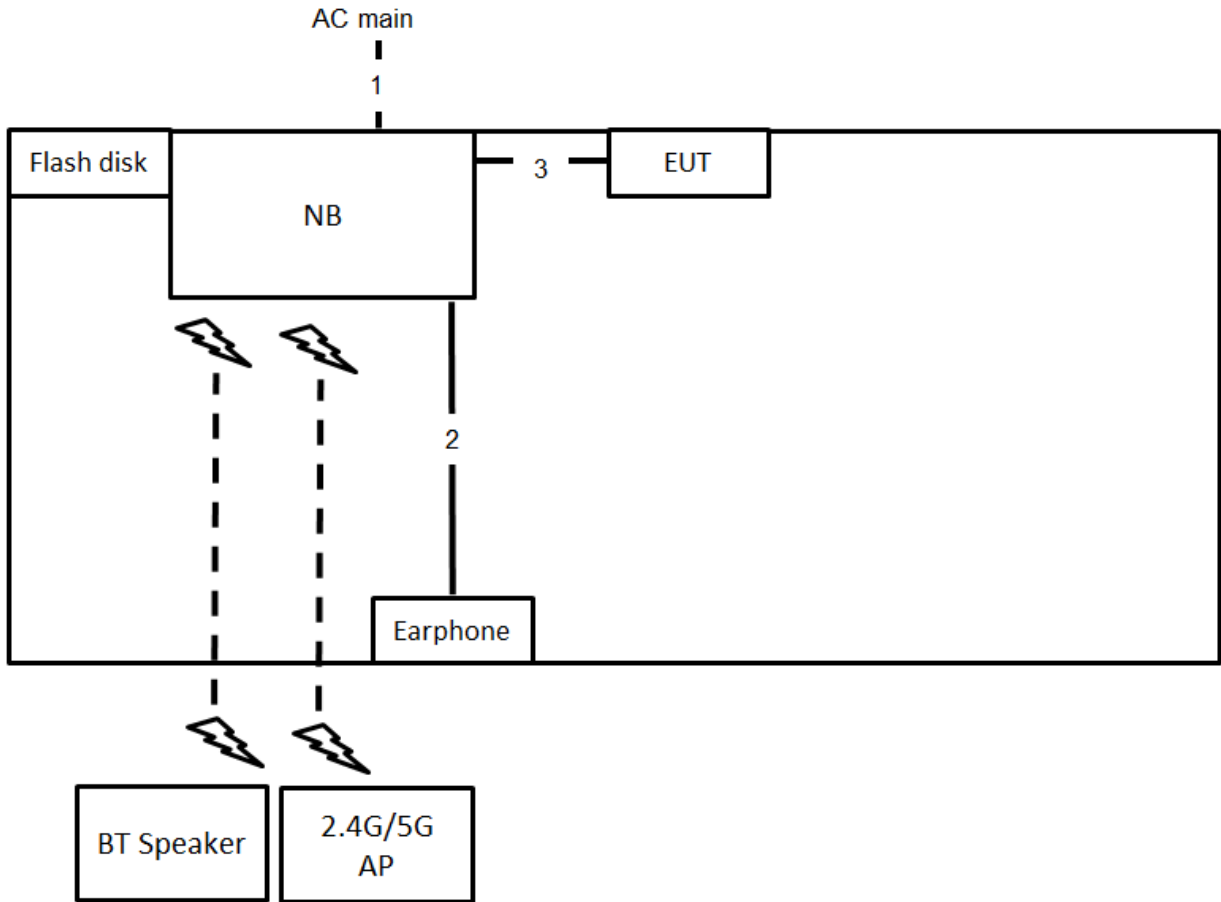 AC main
1
Flash disk
NB
3
EUT
2
Earphone
BT Speaker
2.4G/5G
AP